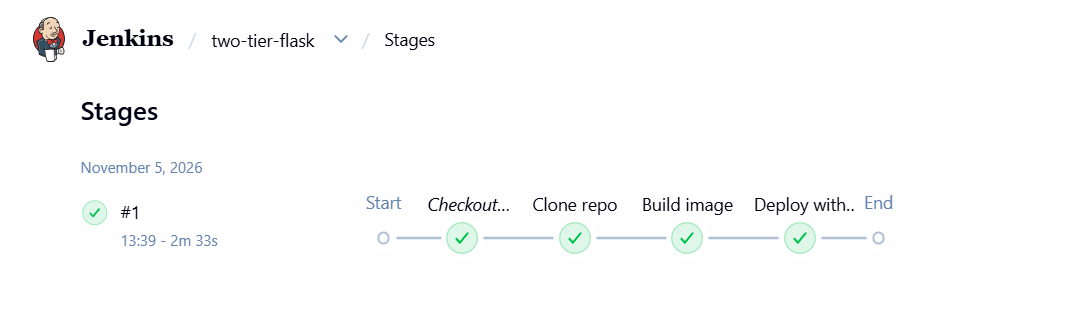 Jenkins / two-tier-flask / Stages
Stages
November 5, 2026
Start Checkout... Clone repo Build image Deploy with.. End
#1
13:39 - 2m 33s